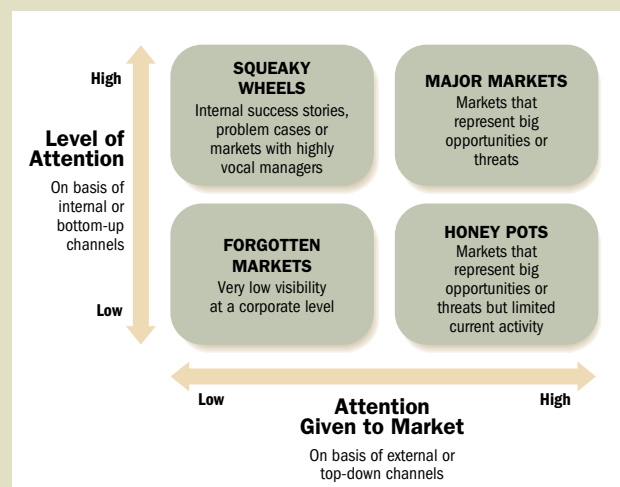 High
Level of
Attention
On basis of
internal or
bottom-up
channels
Low
SQUEAKY
WHEELS
Internal success stories,
problem cases or
markets with highly
vocal managers
MAJOR MARKETS
Markets that
represent big
opportunities or
threats
FORGOTTEN
MARKETS
Very low visibility
at a corporate level
HONEY POTS
Markets that
represent big
opportunities or
threats but limited
current activity
Low
Attention
Given to Market
High
On basis of external or
top-down channels